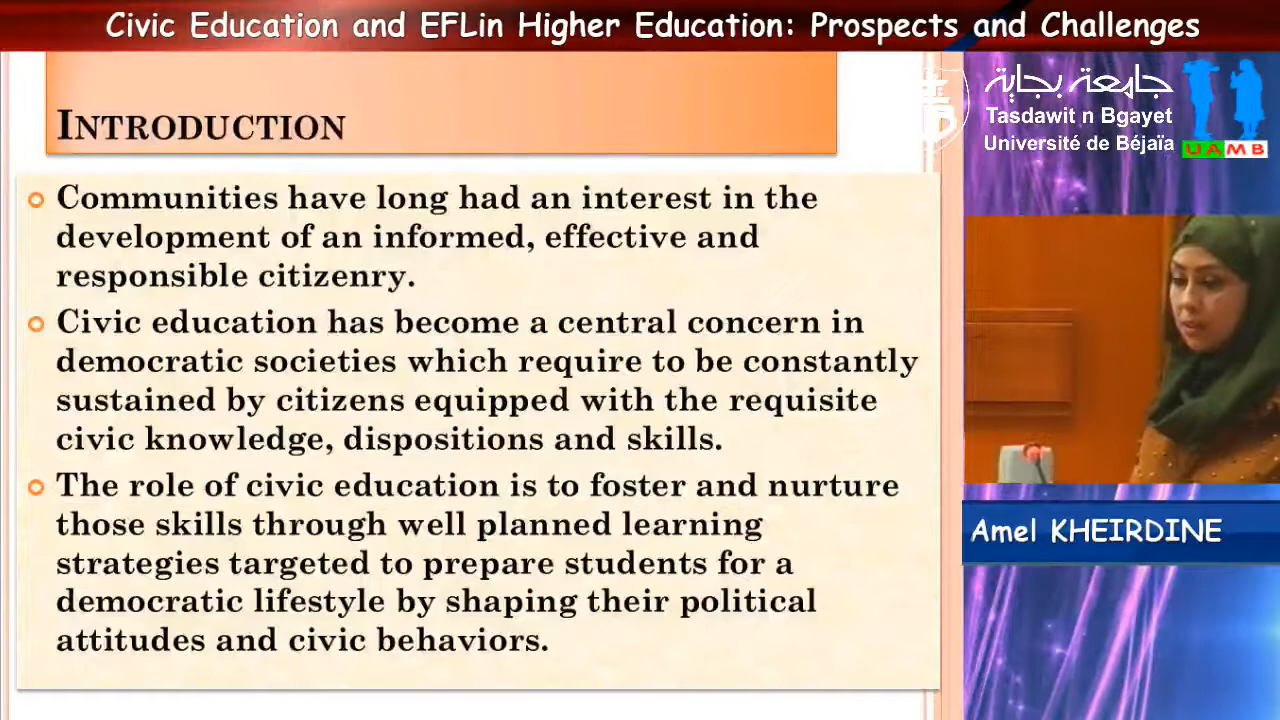 Civic Education and EFLin Higher Education: Prospects and Challenges
INTRODUCTION
Communities have long had an interest in the
development of an informed, effective and
responsible citizenry.
Civic education has become a central concern in
democratic societies which require to be constantly
sustained by citizens equipped with the requisite
civic knowledge, dispositions and skills.
The role of civic education is to foster and nurture
those skills through well planned learning
strategies targeted to prepare students for a
democratic lifestyle by shaping their political
attitudes and civic behaviors.
جامعة بجاية
Tasdawit n Bgayet
Université de Béjaïa
UAMB
Amel KHEIRDINE